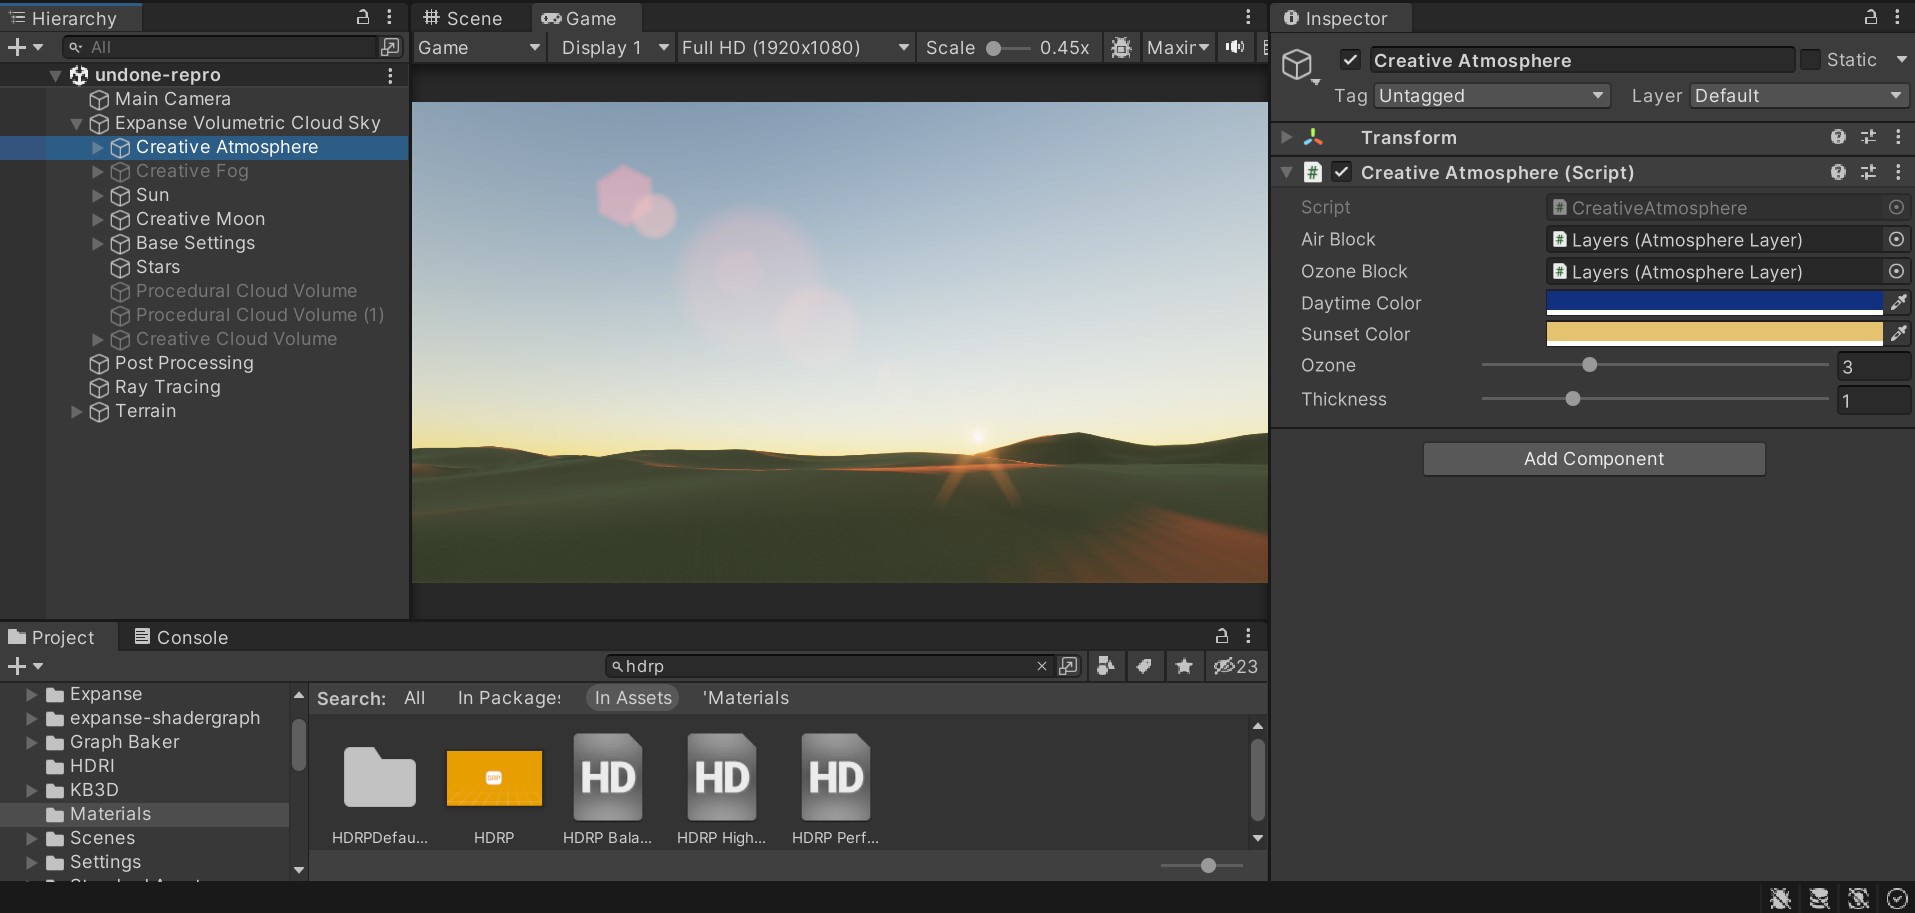 Hierarchy
All
undone-repro
Main Camera
Expanse Volumetric Cloud Sky
Creative Atmosphere
Creative Fog
Sun
Creative Moon
Base Settings
Stars
Procedural Cloud Volume
Procedural Cloud Volume (1)
Creative Cloud Volume
Post Processing
Ray Tracing
Terrain
Scene Game
Game Display 1 Full HD (1920x1080) Scale 0.45x Maxir
Inspector
Creative Atmosphere Static
Tag Untagged Layer Default
Transform
# Creative Atmosphere (Script)
Script # CreativeAtmosphere
Air Block # Layers (Atmosphere Layer)
Ozone Block # Layers (Atmosphere Layer)
Daytime Color
Sunset Color
Ozone 3
Thickness 1
Add Component
Project Console
hdrp 23
Expanse
expanse-shadergraph
Graph Baker
HDRI
KB3D
Materials
Scenes
Settings
Search: All In Packages In Assets 'Materials
HD HD HD
HDRPDefau... HDRP HDRP Bala... HDRP High... HDRP Perf...